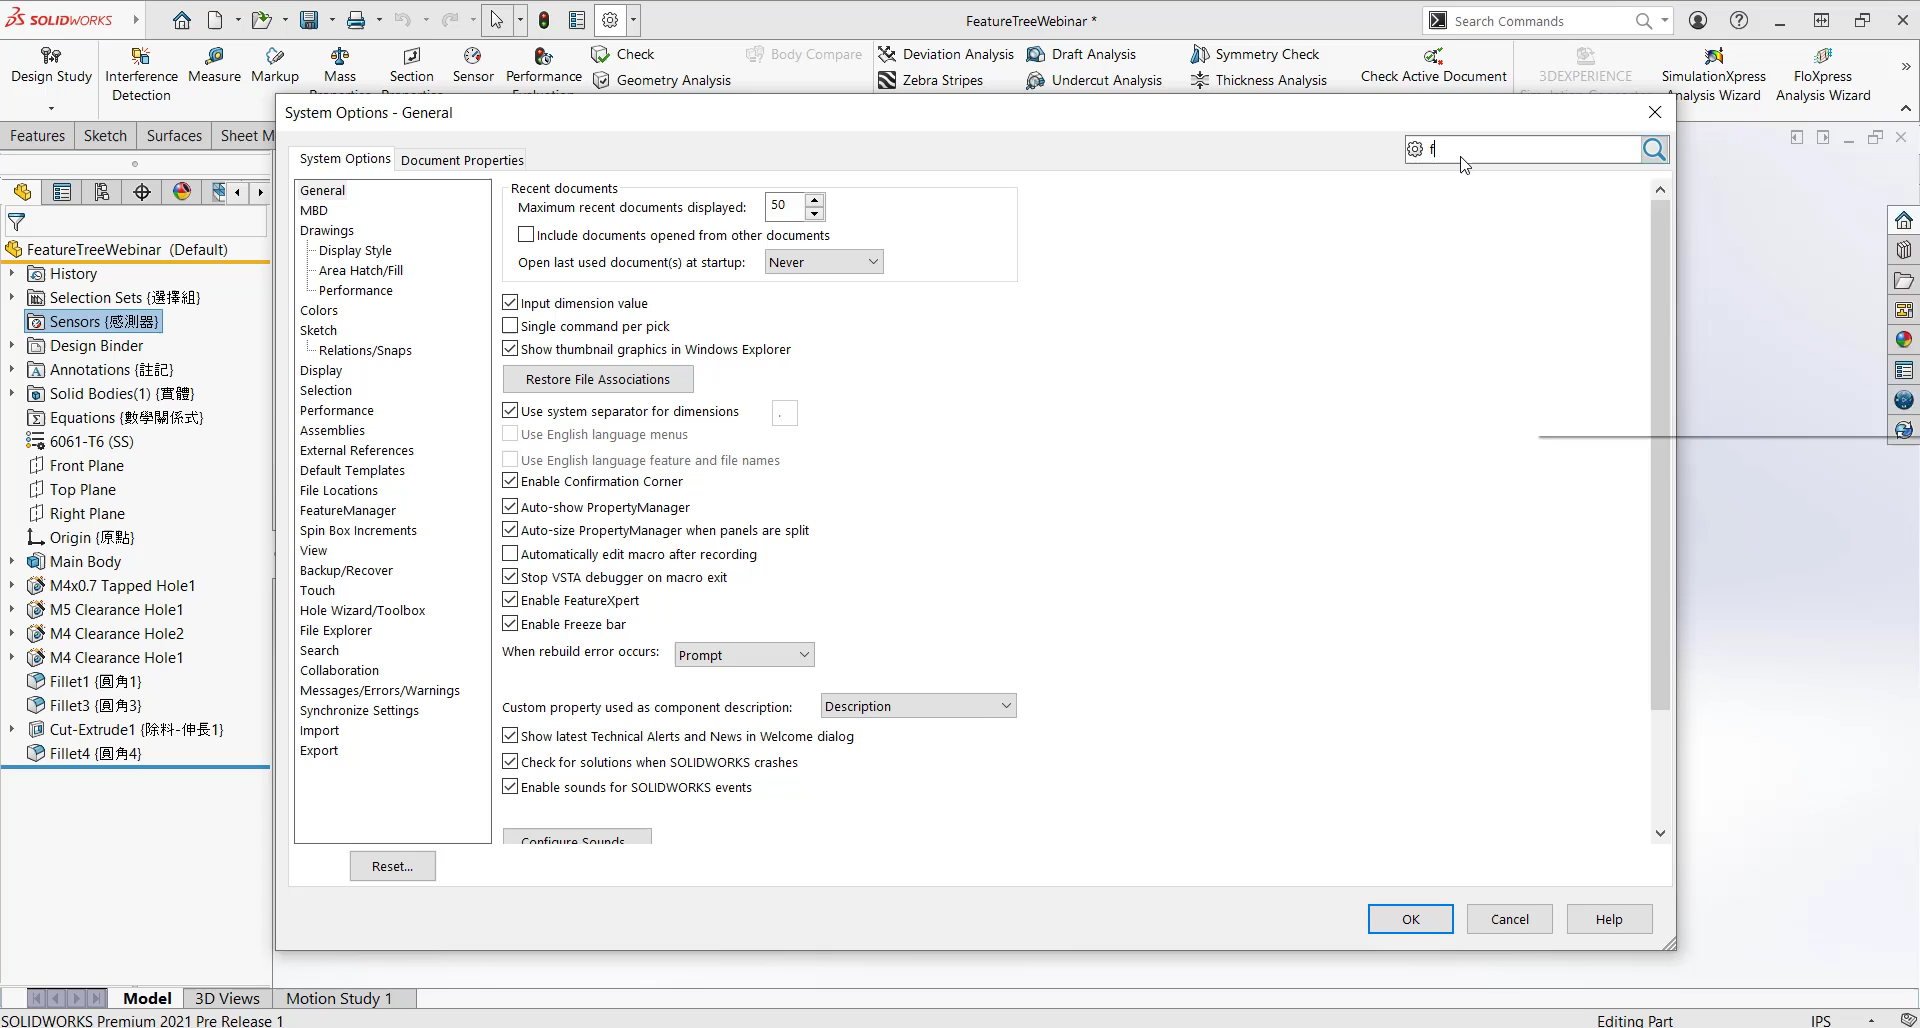 SOLIDWORKS
FeatureTreeWebinar *
Search Commands
Design Study
Interference
Detection
Measure
Markup
Mass
Section
Sensor
Performance
Check
Geometry Analysis
Body Compare
Deviation Analysis
Zebra Stripes
Draft Analysis
Undercut Analysis
Symmetry Check
Thickness Analysis
Check Active Document
3DEXPERIENCE
SimulationXpress
Analysis Wizard
FloXpress
Analysis Wizard
Features
Sketch
Surfaces
Sheet M
System Options - General
System Options
Document Properties
f
FeatureTreeWebinar (Default)
History
Selection Sets {選擇組}
Sensors {感測器}
Design Binder
Annotations {註記}
Solid Bodies(1) {實體}
Equations {數學關係式}
6061-T6 (SS)
Front Plane
Top Plane
Right Plane
Origin {原點}
Main Body
M4x0.7 Tapped Hole1
M5 Clearance Hole1
M4 Clearance Hole2
M4 Clearance Hole1
Fillet1 {圓角1}
Fillet3 {圓角3}
Cut-Extrude1 {除料-伸長1}
Fillet4 {圓角4}
General
MBD
Drawings
Display Style
Area Hatch/Fill
Performance
Colors
Sketch
Relations/Snaps
Display
Selection
Performance
Assemblies
External References
Default Templates
File Locations
FeatureManager
Spin Box Increments
View
Backup/Recover
Touch
Hole Wizard/Toolbox
File Explorer
Search
Collaboration
Messages/Errors/Warnings
Synchronize Settings
Import
Export
Reset...
Recent documents
Maximum recent documents displayed: 50
Include documents opened from other documents
Open last used document(s) at startup: Never
Input dimension value
Single command per pick
Show thumbnail graphics in Windows Explorer
Restore File Associations
Use system separator for dimensions .
Use English language menus
Use English language feature and file names
Enable Confirmation Corner
Auto-show PropertyManager
Auto-size PropertyManager when panels are split
Automatically edit macro after recording
Stop VSTA debugger on macro exit
Enable FeatureXpert
Enable Freeze bar
When rebuild error occurs: Prompt
Custom property used as component description: Description
Show latest Technical Alerts and News in Welcome dialog
Check for solutions when SOLIDWORKS crashes
Enable sounds for SOLIDWORKS events
Configure Sounds
OK
Cancel
Help
Model
3D Views
Motion Study 1
SOLIDWORKS Premium 2021 Pre Release 1
Editing Part
IPS